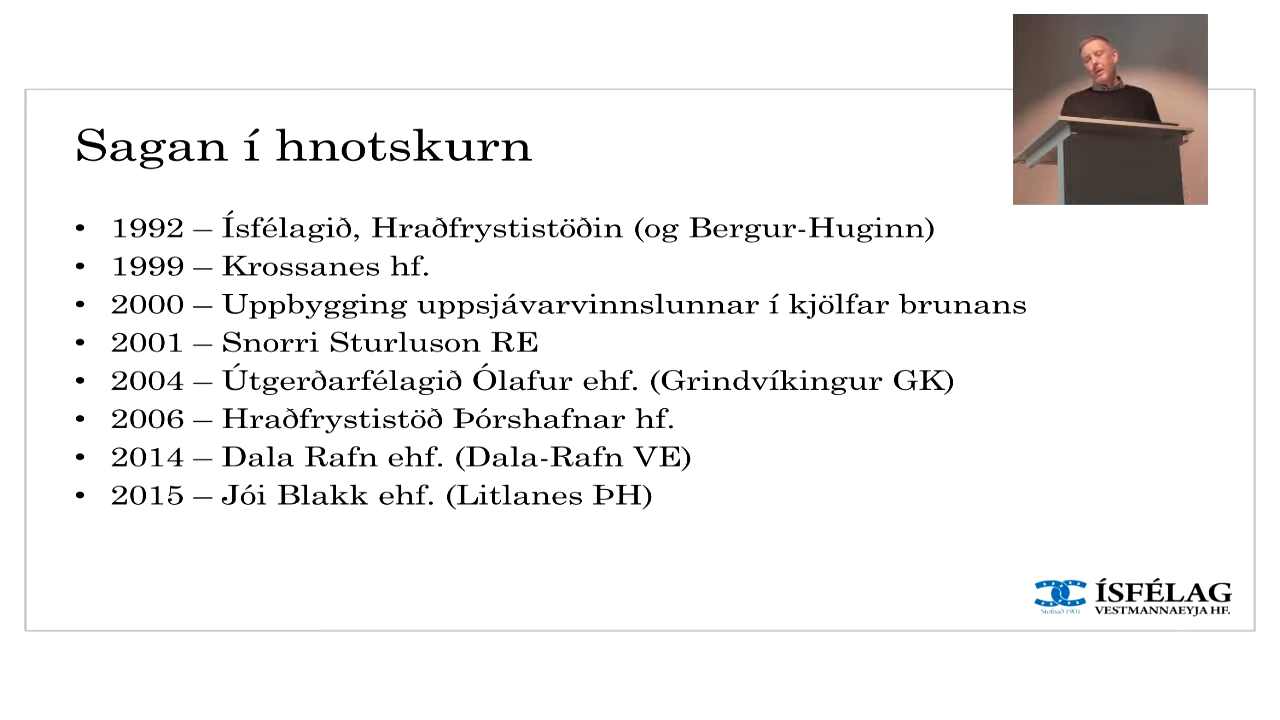 Sagan í hnotskurn
• 1992 – Ísfélagið, Hraðfrystistöðin (og Bergur-Huginn)
• 1999 – Krossanes hf.
• 2000 – Uppbygging uppsjávarvinnslunnar í kjölfar brunans
• 2001 – Snorri Sturluson RE
• 2004 – Útgerðarfélagið Ólafur ehf. (Grindvíkingur GK)
• 2006 – Hraðfrystistöð Þórshafnar hf.
• 2014 – Dala Rafn ehf. (Dala-Rafn VE)
• 2015 – Jói Blakk ehf. (Litlanes ÞH)
ÍSFÉLAG
VESTMANNAEYJA HF.
Stofnað 1901